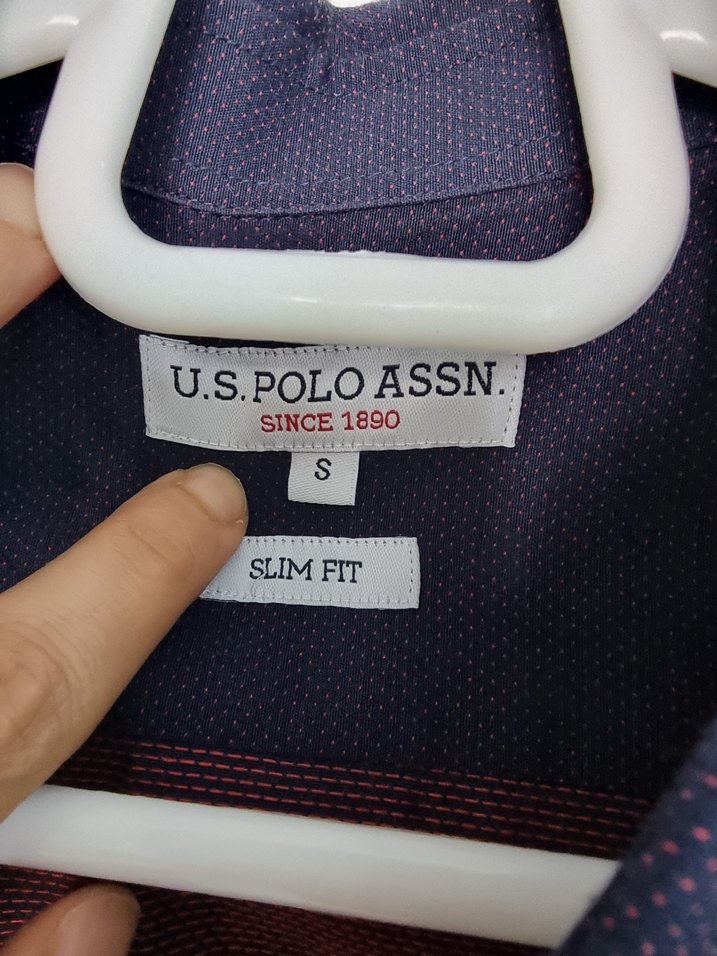 U.S. POLO ASSN.
SINCE 1890
S
SLIM FIT